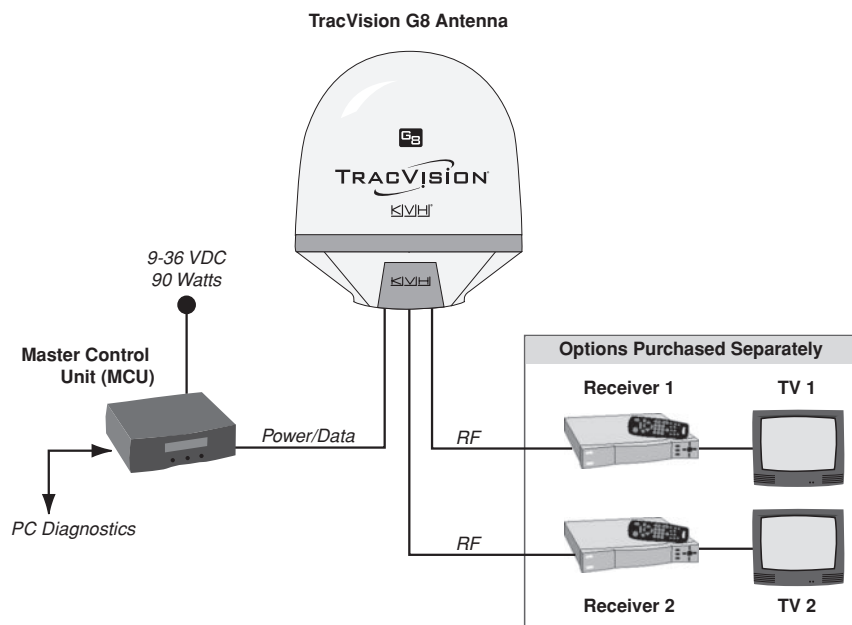 TracVision G8 Antenna
G8
TRACVISION
KVH
KVH
9-36 VDC
90 Watts
Master Control
Unit (MCU)
Power/Data
PC Diagnostics
RF
RF
Options Purchased Separately
Receiver 1
TV 1
Receiver 2
TV 2